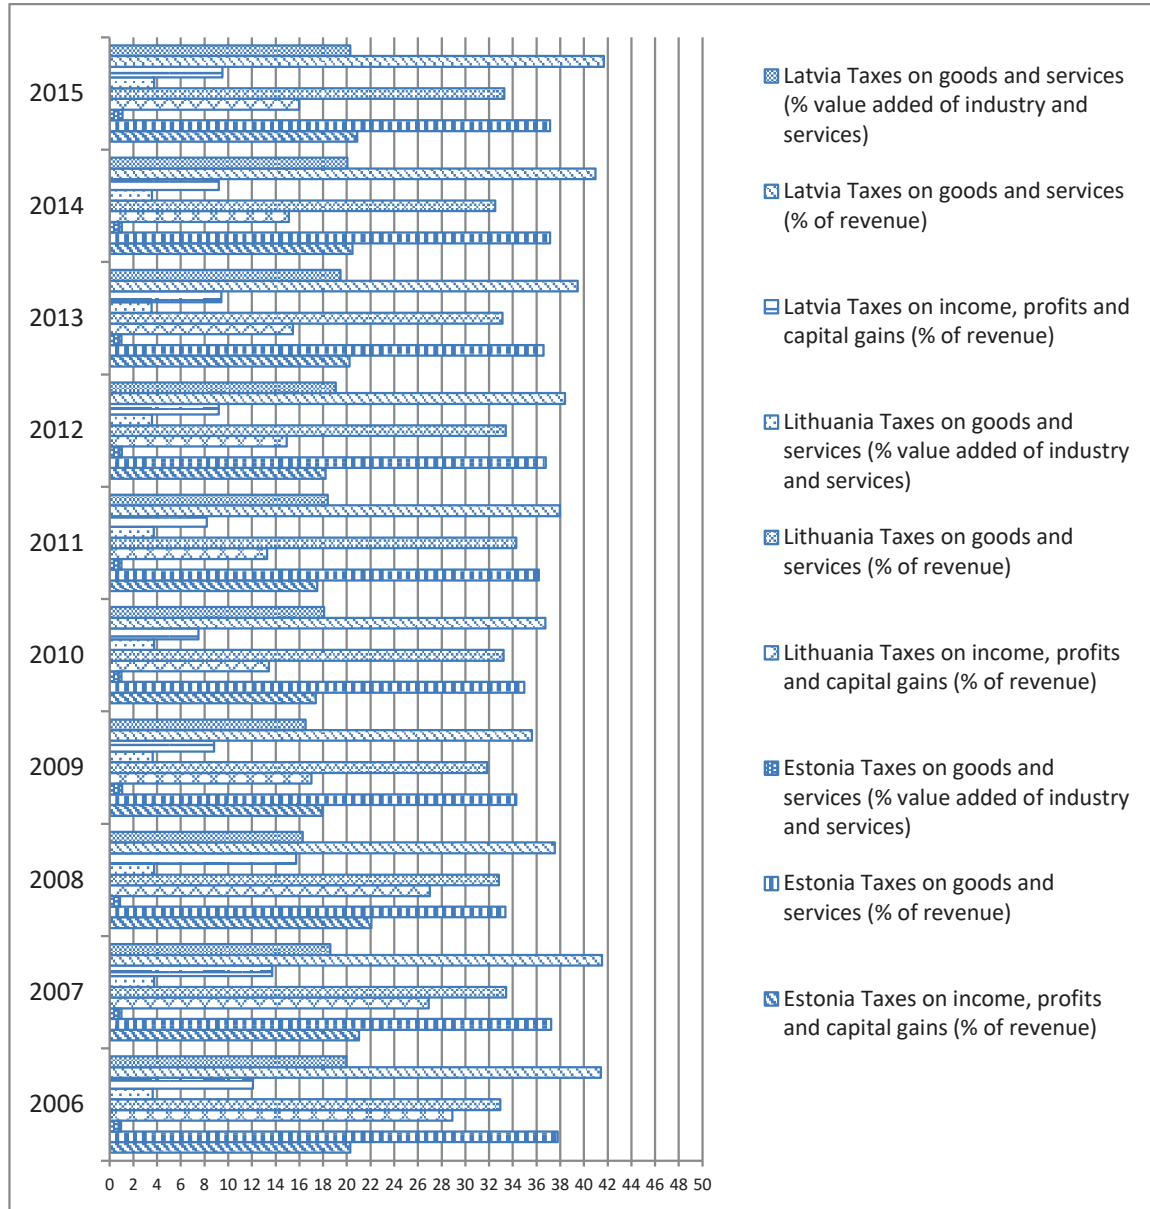 2015
2014
2013
2012
2011
2010
2009
2008
2007
2006
0 2 4 6 8 10 12 14 16 18 20 22 24 26 28 30 32 34 36 38 40 42 44 46 48 50
Latvia Taxes on goods and services
(% value added of industry and
services)
Latvia Taxes on goods and services
(% of revenue)
Latvia Taxes on income, profits and
capital gains (% of revenue)
Lithuania Taxes on goods and
services (% value added of industry
and services)
Lithuania Taxes on goods and
services (% of revenue)
Lithuania Taxes on income, profits
and capital gains (% of revenue)
Estonia Taxes on goods and
services (% value added of industry
and services)
Estonia Taxes on goods and
services (% of revenue)
Estonia Taxes on income, profits
and capital gains (% of revenue)